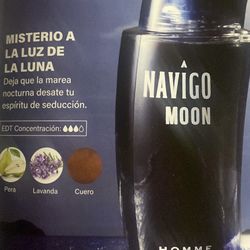 MISTERIO A
LA LUZ DE
LA LUNA
Deja que la marea
nocturna desate tu
espíritu de seducción.
EDT Concentración:
Pera
Lavanda
Cuero
NAVIGO
MOON
HOMME